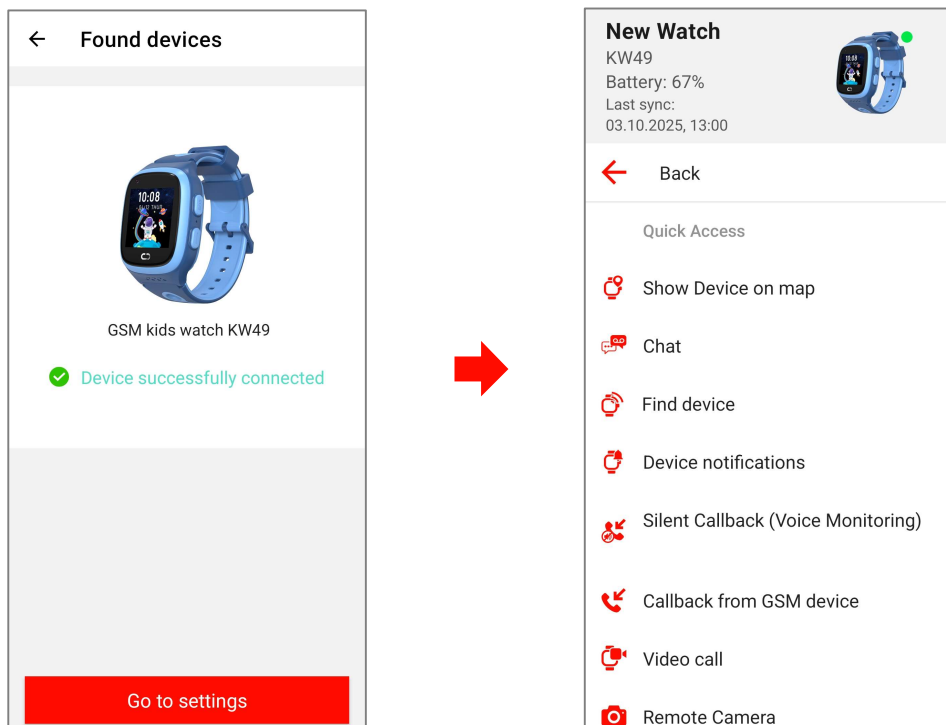 Found devices
10:08
GSM kids watch KW49
Device successfully connected
Go to settings
New Watch
KW49
Battery: 67%
Last sync:
03.10.2025, 13:00
10:08
Back
Quick Access
Show Device on map
Chat
Find device
Device notifications
Silent Callback (Voice Monitoring)
Callback from GSM device
Video call
Remote Camera